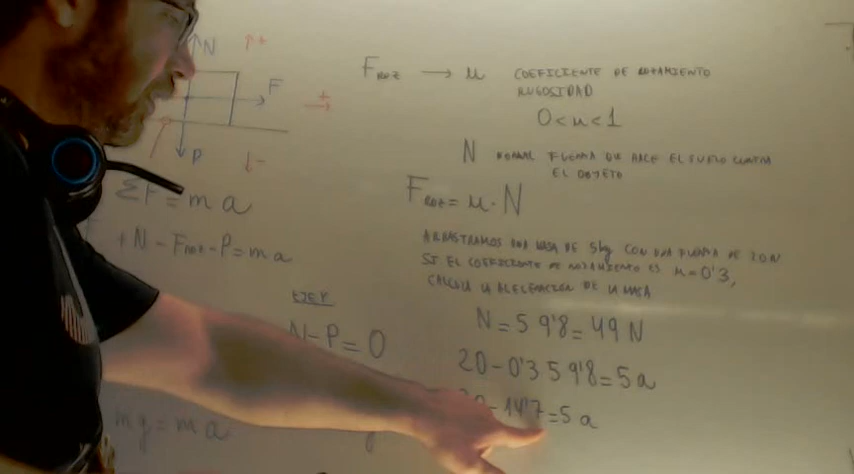 N +
F
+
P
-
ΣF = m a
+N - Froz - P = m a
EJE Y
N - P = 0
m g = m a
Froz → μ COEFICIENTE DE ROZAMIENTO
RUGOSIDAD
0 < μ < 1
N NORMAL FUERZA QUE HACE EL SUELO CONTRA
EL OBJETO
Froz = μ · N
ARRASTRAMOS UNA MASA DE 5kg CON UNA FUERZA DE 20N
SI EL COEFICIENTE DE ROZAMIENTO ES μ = 0'3,
CALCULA LA ACELERACIÓN DE LA MASA
N = 5 9'8 = 49 N
20 - 0'3 5 9'8 = 5 a
- 14'7 = 5 a